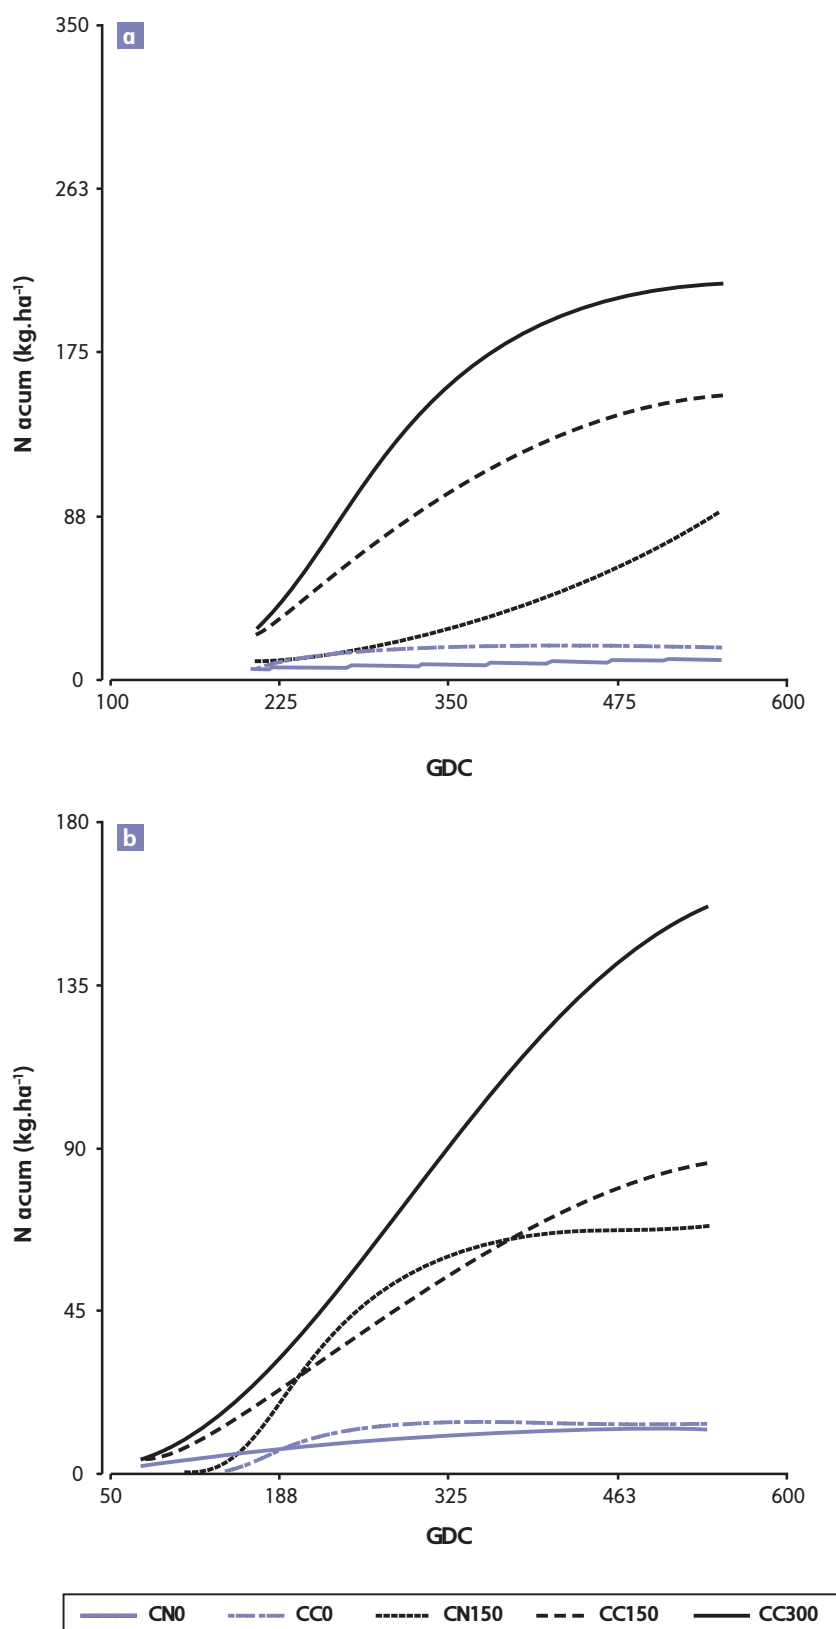 350
a
263
N acum (kg.ha⁻¹)
175
88
0
100 225 350 475 600
GDC
180
b
135
N acum (kg.ha⁻¹)
90
45
0
50 188 325 463 600
GDC
CN0 CC0 CN150 CC150 CC300